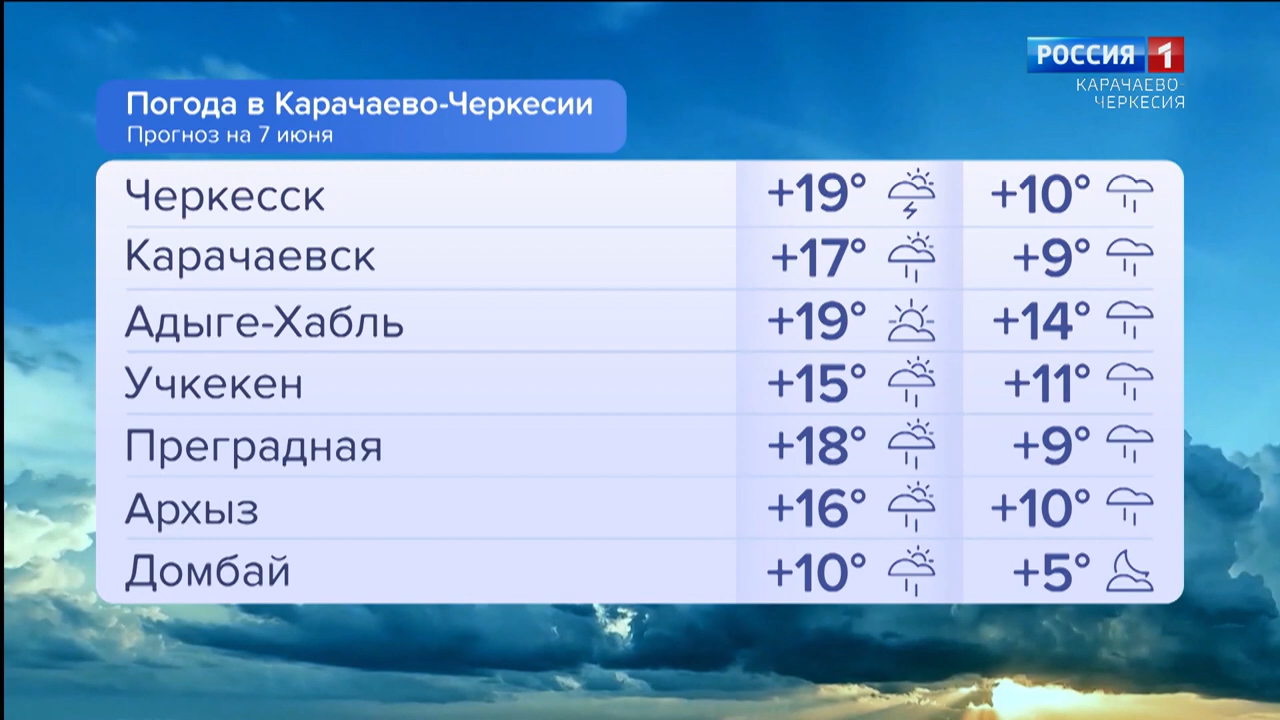 РОССИЯ 1
КАРАЧАЕВО-
ЧЕРКЕСИЯ
Погода в Карачаево-Черкесии
Прогноз на 7 июня
Черкесск +19° +10°
Карачаевск +17° +9°
Адыге-Хабль +19° +14°
Учкекен +15° +11°
Преградная +18° +9°
Архыз +16° +10°
Домбай +10° +5°